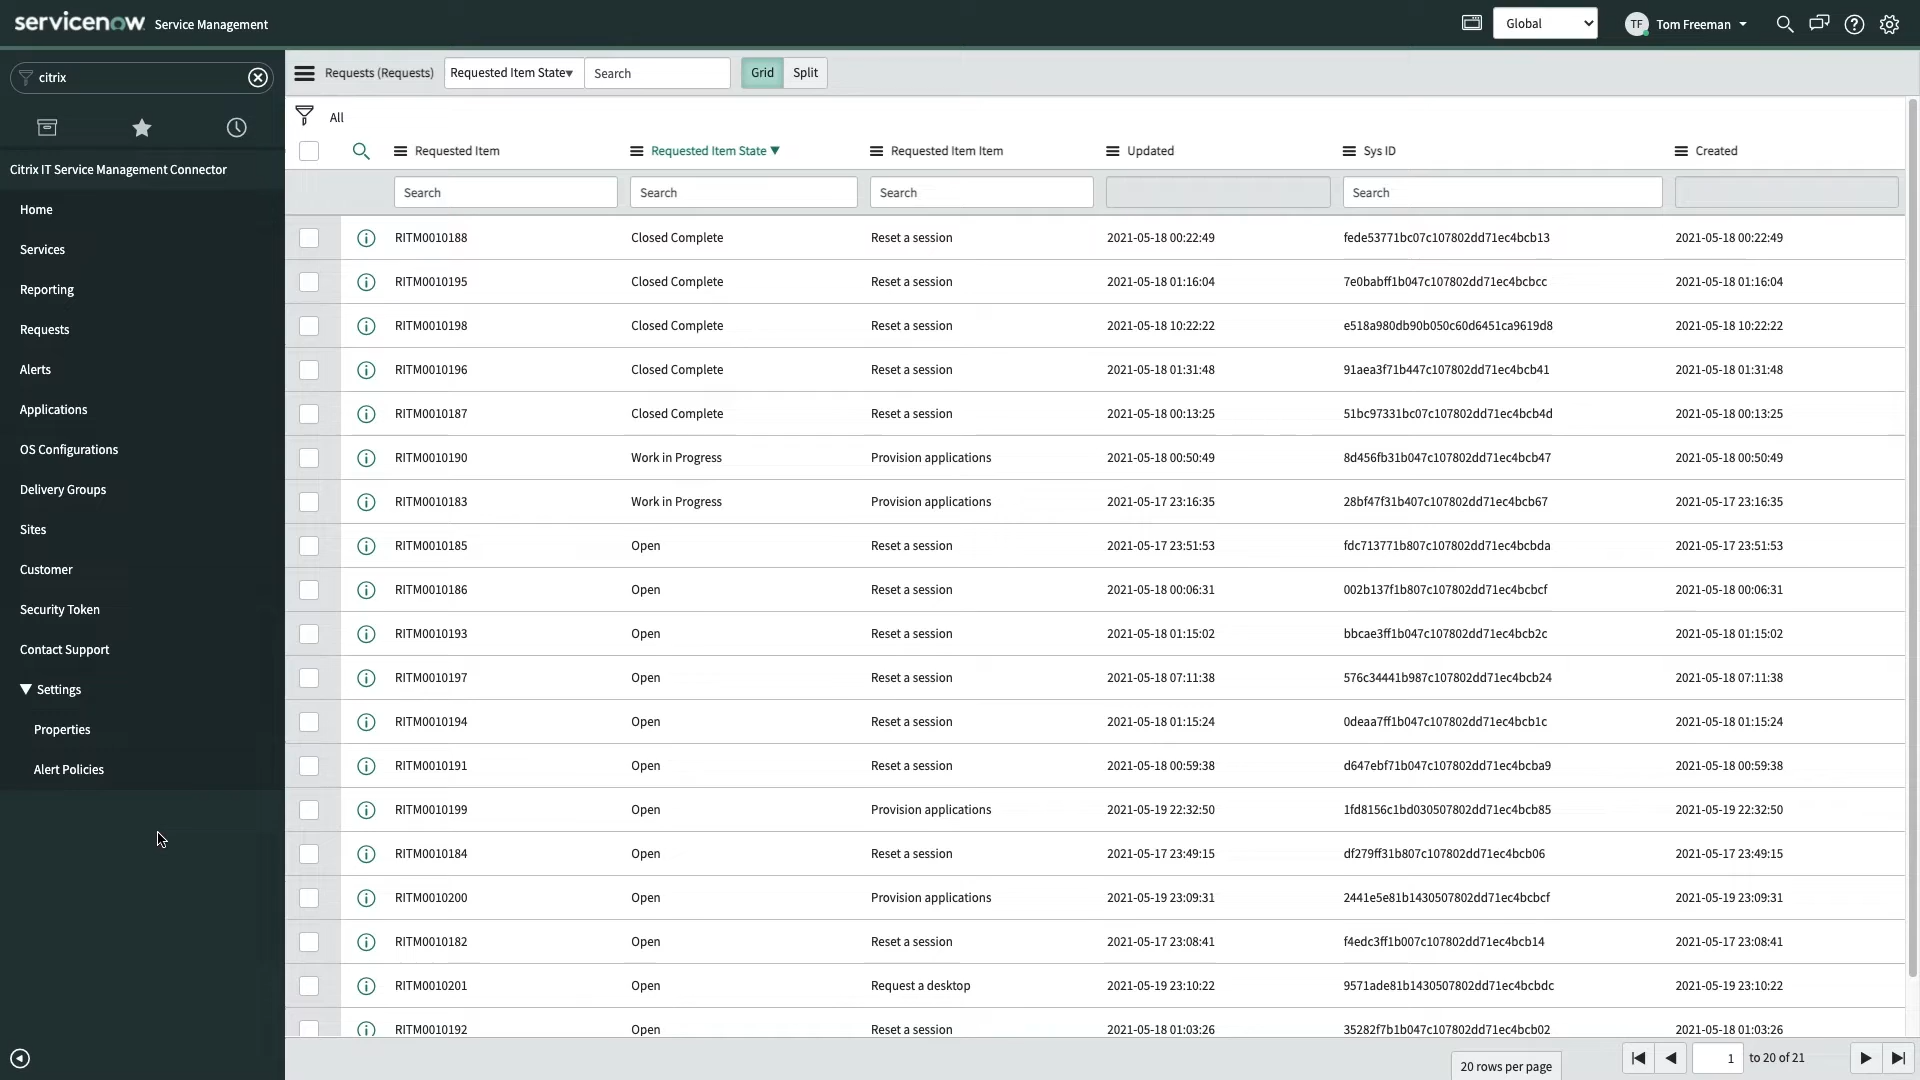 servicenow Service Management
Global
TF Tom Freeman
citrix
Citrix IT Service Management Connector
Home
Services
Reporting
Requests
Alerts
Applications
OS Configurations
Delivery Groups
Sites
Customer
Security Token
Contact Support
Settings
Properties
Alert Policies
Requests (Requests) Requested Item State Search Grid Split
All
Requested Item Requested Item State Requested Item Item Updated Sys ID Created
Search Search Search Search
RITM0010188 Closed Complete Reset a session 2021-05-18 00:22:49 fede53771bc07c107802dd71ec4bcb13 2021-05-18 00:22:49
RITM0010195 Closed Complete Reset a session 2021-05-18 01:16:04 7e0babff1b047c107802dd71ec4bcbcc 2021-05-18 01:16:04
RITM0010198 Closed Complete Reset a session 2021-05-18 10:22:22 e518a980db90b050c60d6451ca9619d8 2021-05-18 10:22:22
RITM0010196 Closed Complete Reset a session 2021-05-18 01:31:48 91aea3f71b447c107802dd71ec4bcb41 2021-05-18 01:31:48
RITM0010187 Closed Complete Reset a session 2021-05-18 00:13:25 51bc97331bc07c107802dd71ec4bcb4d 2021-05-18 00:13:25
RITM0010190 Work in Progress Provision applications 2021-05-18 00:50:49 8d456fb31b047c107802dd71ec4bcb47 2021-05-18 00:50:49
RITM0010183 Work in Progress Provision applications 2021-05-17 23:16:35 28bf47f31b407c107802dd71ec4bcb67 2021-05-17 23:16:35
RITM0010185 Open Reset a session 2021-05-17 23:51:53 fdc713771b807c107802dd71ec4bcbda 2021-05-17 23:51:53
RITM0010186 Open Reset a session 2021-05-18 00:06:31 002b137f1b807c107802dd71ec4bcbcf 2021-05-18 00:06:31
RITM0010193 Open Reset a session 2021-05-18 01:15:02 bbcae3ff1b047c107802dd71ec4bcb2c 2021-05-18 01:15:02
RITM0010197 Open Reset a session 2021-05-18 07:11:38 576c34441b987c107802dd71ec4bcb24 2021-05-18 07:11:38
RITM0010194 Open Reset a session 2021-05-18 01:15:24 0deaa7ff1b047c107802dd71ec4bcb1c 2021-05-18 01:15:24
RITM0010191 Open Reset a session 2021-05-18 00:59:38 d647ebf71b047c107802dd71ec4bcba9 2021-05-18 00:59:38
RITM0010199 Open Provision applications 2021-05-19 22:32:50 1fd8156c1bd030507802dd71ec4bcb85 2021-05-19 22:32:50
RITM0010184 Open Reset a session 2021-05-17 23:49:15 df279ff31b807c107802dd71ec4bcb06 2021-05-17 23:49:15
RITM0010200 Open Provision applications 2021-05-19 23:09:31 2441e5e81b1430507802dd71ec4bcbcf 2021-05-19 23:09:31
RITM0010182 Open Reset a session 2021-05-17 23:08:41 f4edc3ff1b007c107802dd71ec4bcb14 2021-05-17 23:08:41
RITM0010201 Open Request a desktop 2021-05-19 23:10:22 9571ade81b1430507802dd71ec4bcbdc 2021-05-19 23:10:22
RITM0010192 Open Reset a session 2021-05-18 01:03:26 35282f7b1b047c107802dd71ec4bcb02 2021-05-18 01:03:26
20 rows per page 1 to 20 of 21